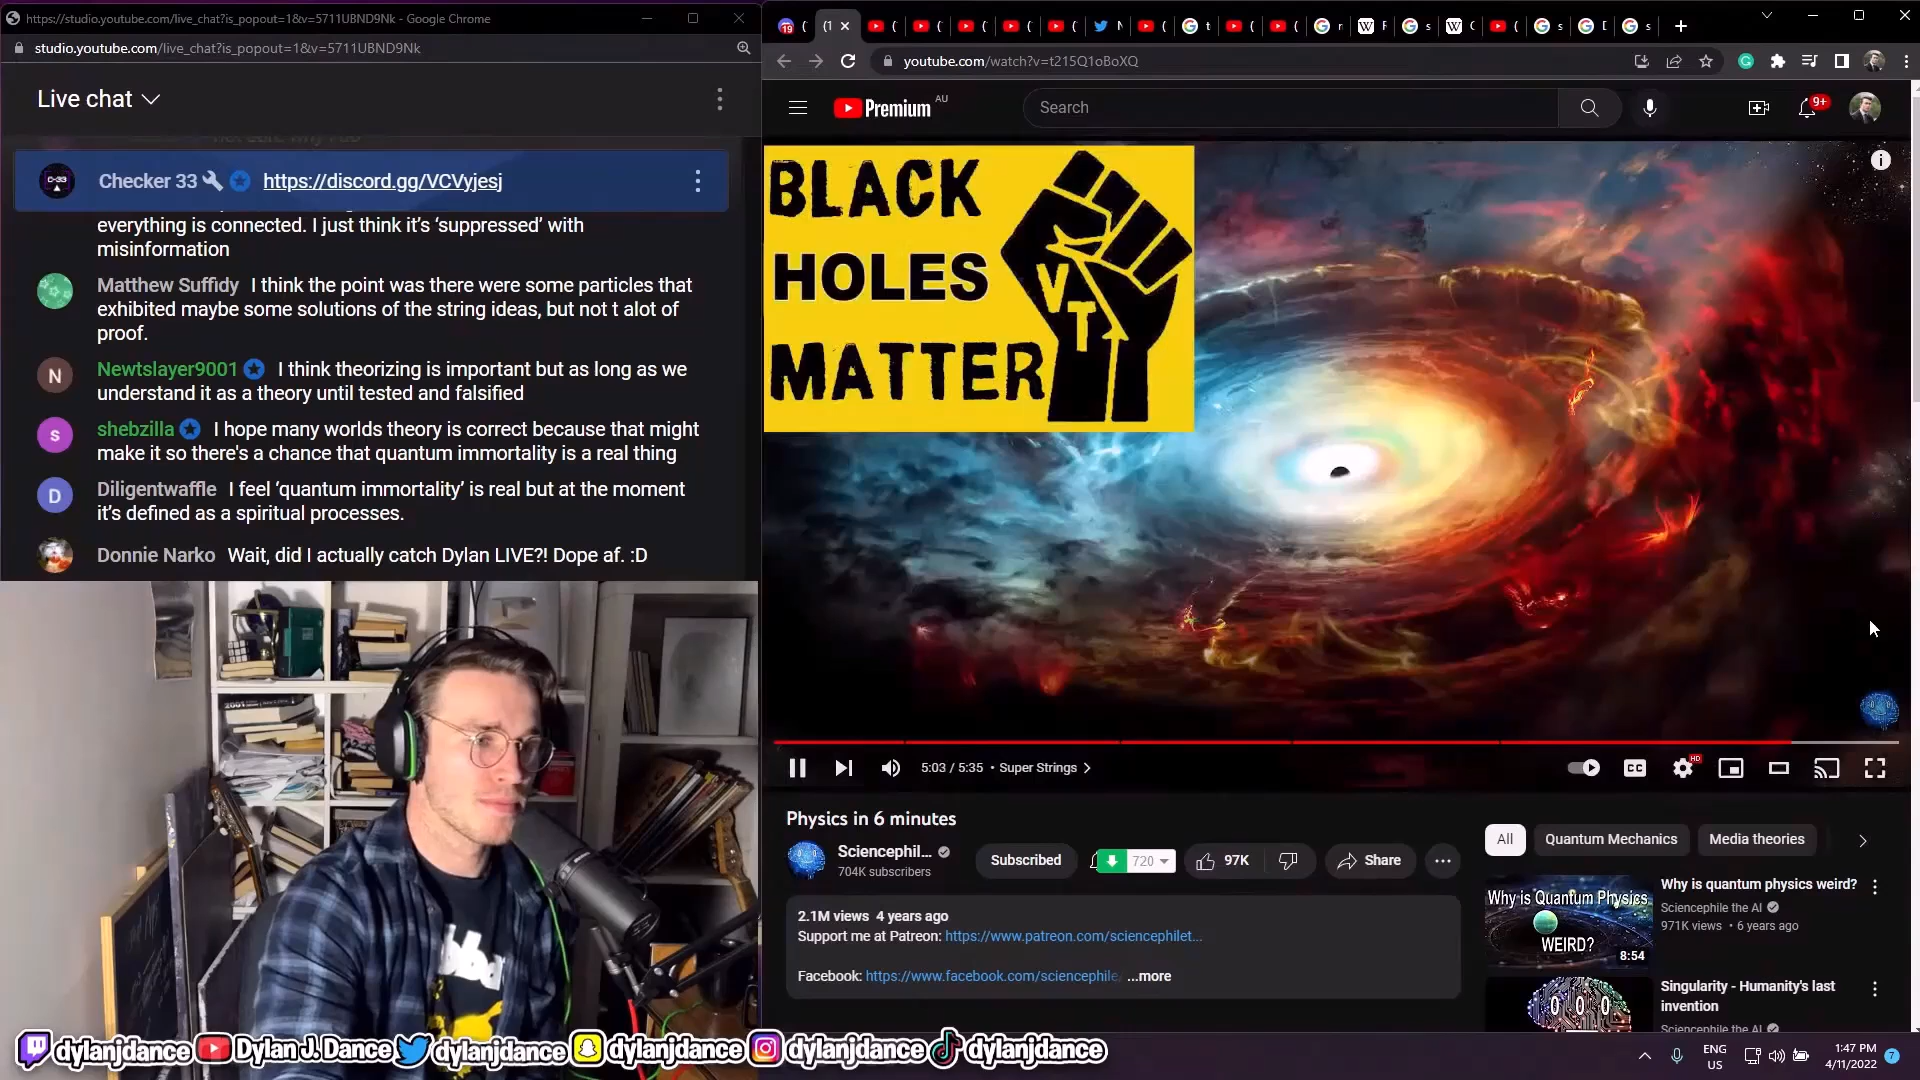 https://studio.youtube.com/live_chat?is_popout=1&v=5711UBND9Nk - Google Chrome
studio.youtube.com/live_chat?is_popout=1&v=5711UBND9Nk
Live chat
Checker 33 https://discord.gg/VCVyjesj
everything is connected. I just think it's 'suppressed' with
misinformation
Matthew Suffidy I think the point was there were some particles that
exhibited maybe some solutions of the string ideas, but not t alot of
proof.
N
Newtslayer9001 I think theorizing is important but as long as we
understand it as a theory until tested and falsified
s
shebzilla I hope many worlds theory is correct because that might
make it so there's a chance that quantum immortality is a real thing
D
Diligentwaffle I feel 'quantum immortality' is real but at the moment
it's defined as a spiritual processes.
Donnie Narko Wait, did I actually catch Dylan LIVE?! Dope af. :D
youtube.com/watch?v=t215Q1oBoXQ
Premium AU
Search
9+
BLACK
HOLES
MATTER
VT
5:03 / 5:35 • Super Strings
CC
HD
Physics in 6 minutes
Sciencephil...
704K subscribers
Subscribed
720
97K
Share
2.1M views 4 years ago
Support me at Patreon: https://www.patreon.com/sciencephilet...
Facebook: https://www.facebook.com/sciencephile ...more
All
Quantum Mechanics
Media theories
Why is Quantum Physics
WEIRD?
8:54
Why is quantum physics weird?
Sciencephile the AI
971K views • 6 years ago
Singularity - Humanity's last
invention
Sciencephile the AI
dylanjdance
Dylan J. Dance
dylanjdance
dylanjdance
dylanjdance
dylanjdance
ENG
US
1:47 PM
4/11/2022
7